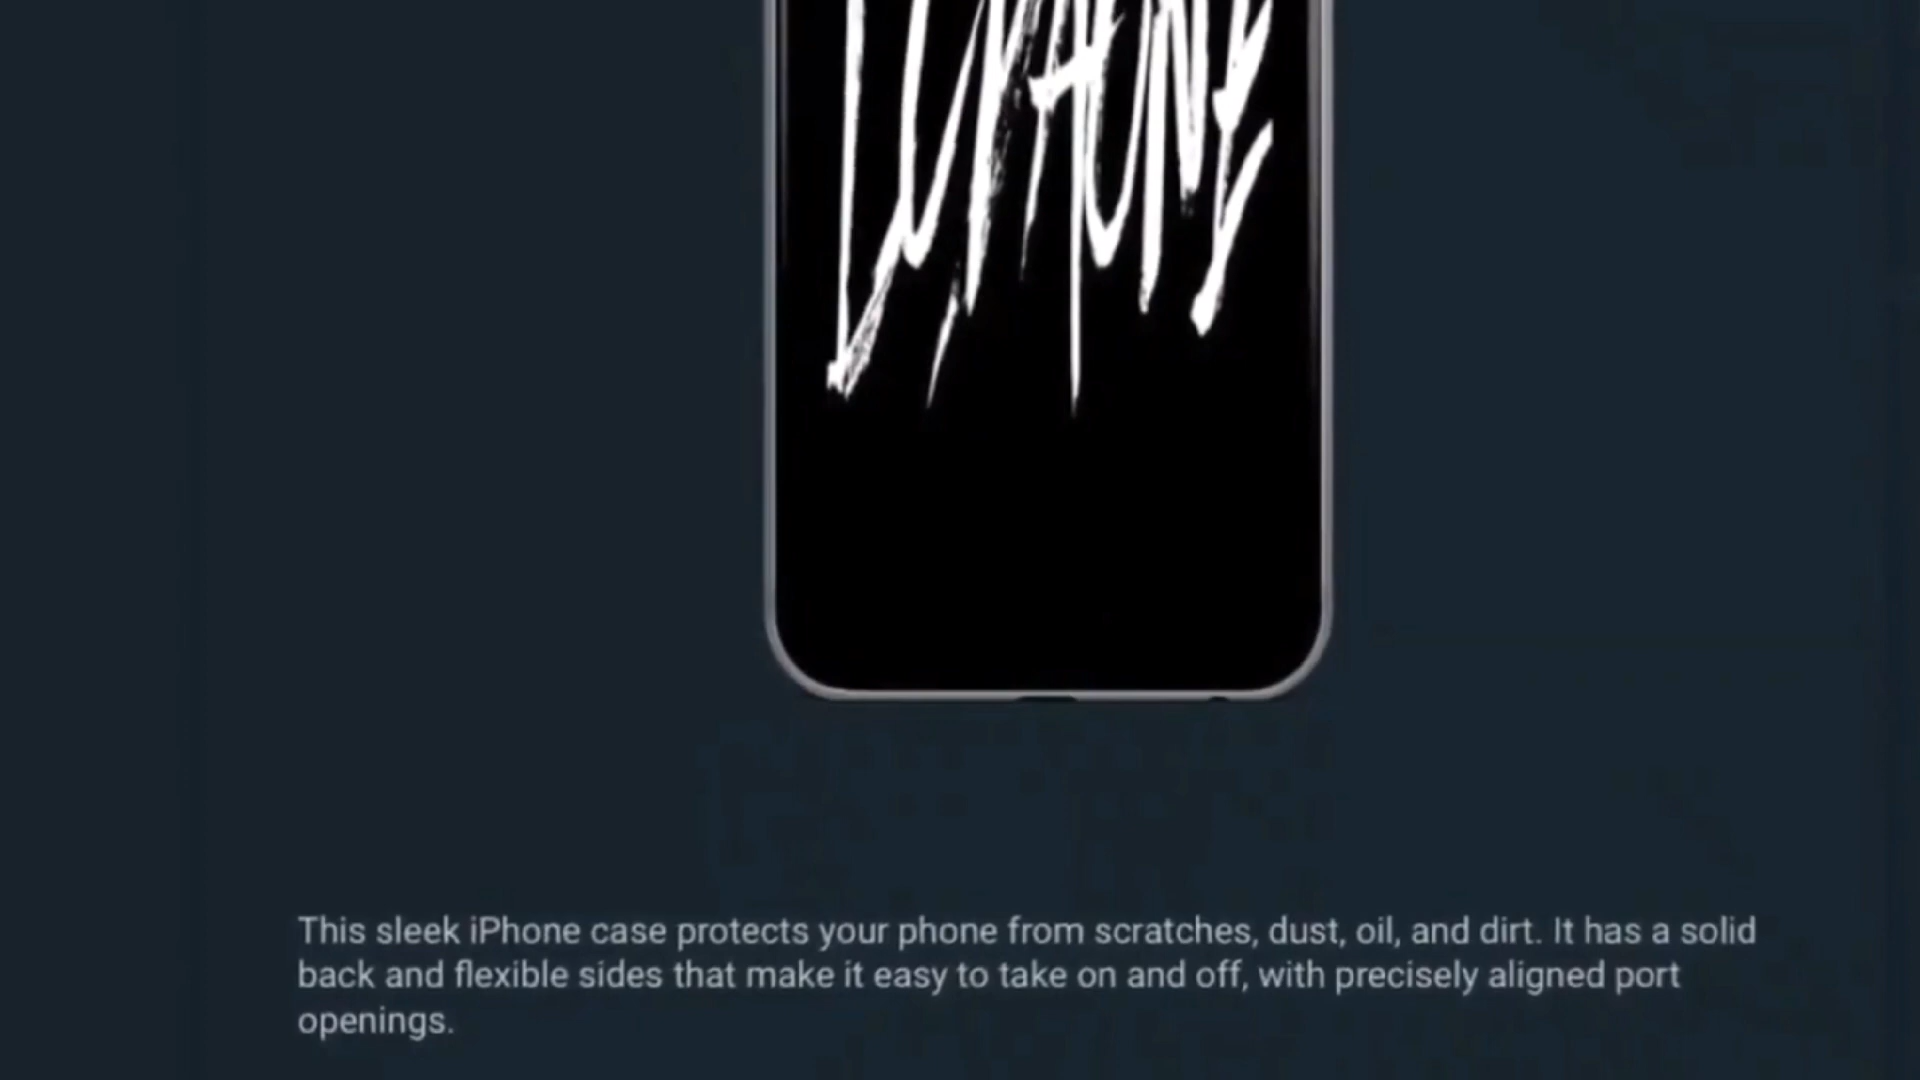 This sleek iPhone case protects your phone from scratches, dust, oil, and dirt. It has a solid
back and flexible sides that make it easy to take on and off, with precisely aligned port
openings.